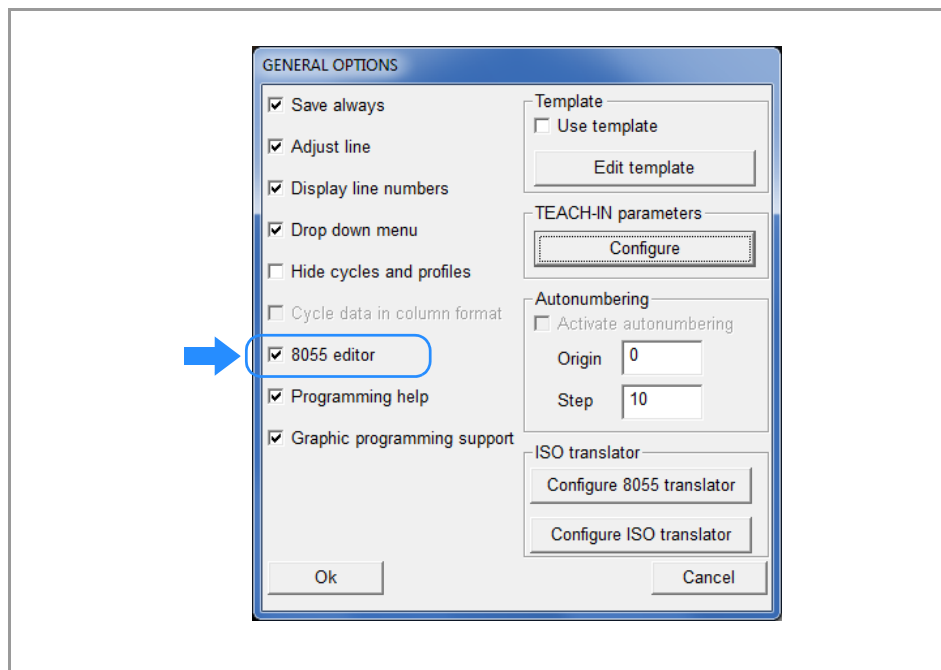 GENERAL OPTIONS
Save always
Adjust line
Display line numbers
Drop down menu
Hide cycles and profiles
Cycle data in column format
8055 editor
Programming help
Graphic programming support
Template
Use template
Edit template
TEACH-IN parameters
Configure
Autonumbering
Activate autonumbering
Origin 0
Step 10
ISO translator
Configure 8055 translator
Configure ISO translator
Ok
Cancel